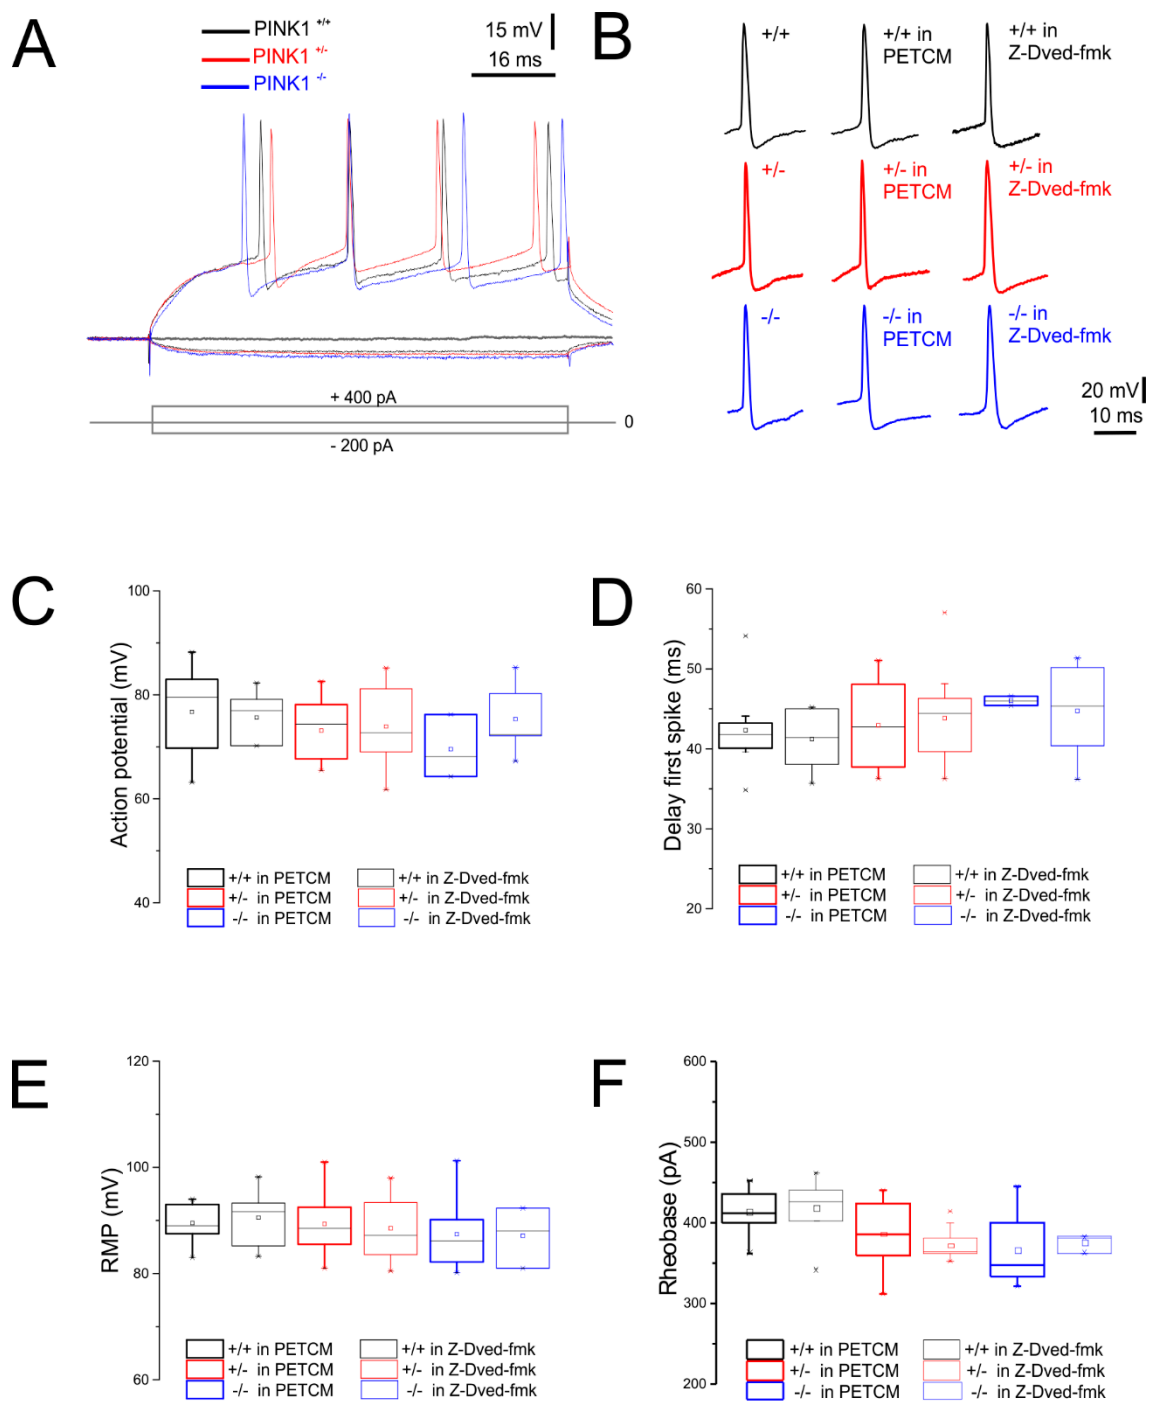 A
PINK1 +/+
PINK1 +/-
PINK1 -/-
15 mV
16 ms
+ 400 pA
0
- 200 pA
B
+/+
+/+ in
PETCM
+/+ in
Z-Dved-fmk
+/-
+/- in
PETCM
+/- in
Z-Dved-fmk
-/-
-/- in
PETCM
-/- in
Z-Dved-fmk
20 mV
10 ms
C
Action potential (mV)
100
80
60
40
+/+ in PETCM
+/+ in Z-Dved-fmk
+/- in PETCM
+/- in Z-Dved-fmk
-/- in PETCM
-/- in Z-Dved-fmk
D
Delay first spike (ms)
60
50
40
30
20
+/+ in PETCM
+/+ in Z-Dved-fmk
+/- in PETCM
+/- in Z-Dved-fmk
-/- in PETCM
-/- in Z-Dved-fmk
E
RMP (mV)
120
100
80
60
+/+ in PETCM
+/+ in Z-Dved-fmk
+/- in PETCM
+/- in Z-Dved-fmk
-/- in PETCM
-/- in Z-Dved-fmk
F
Rheobase (pA)
600
500
400
300
200
+/+ in PETCM
+/+ in Z-Dved-fmk
+/- in PETCM
+/- in Z-Dved-fmk
-/- in PETCM
-/- in Z-Dved-fmk